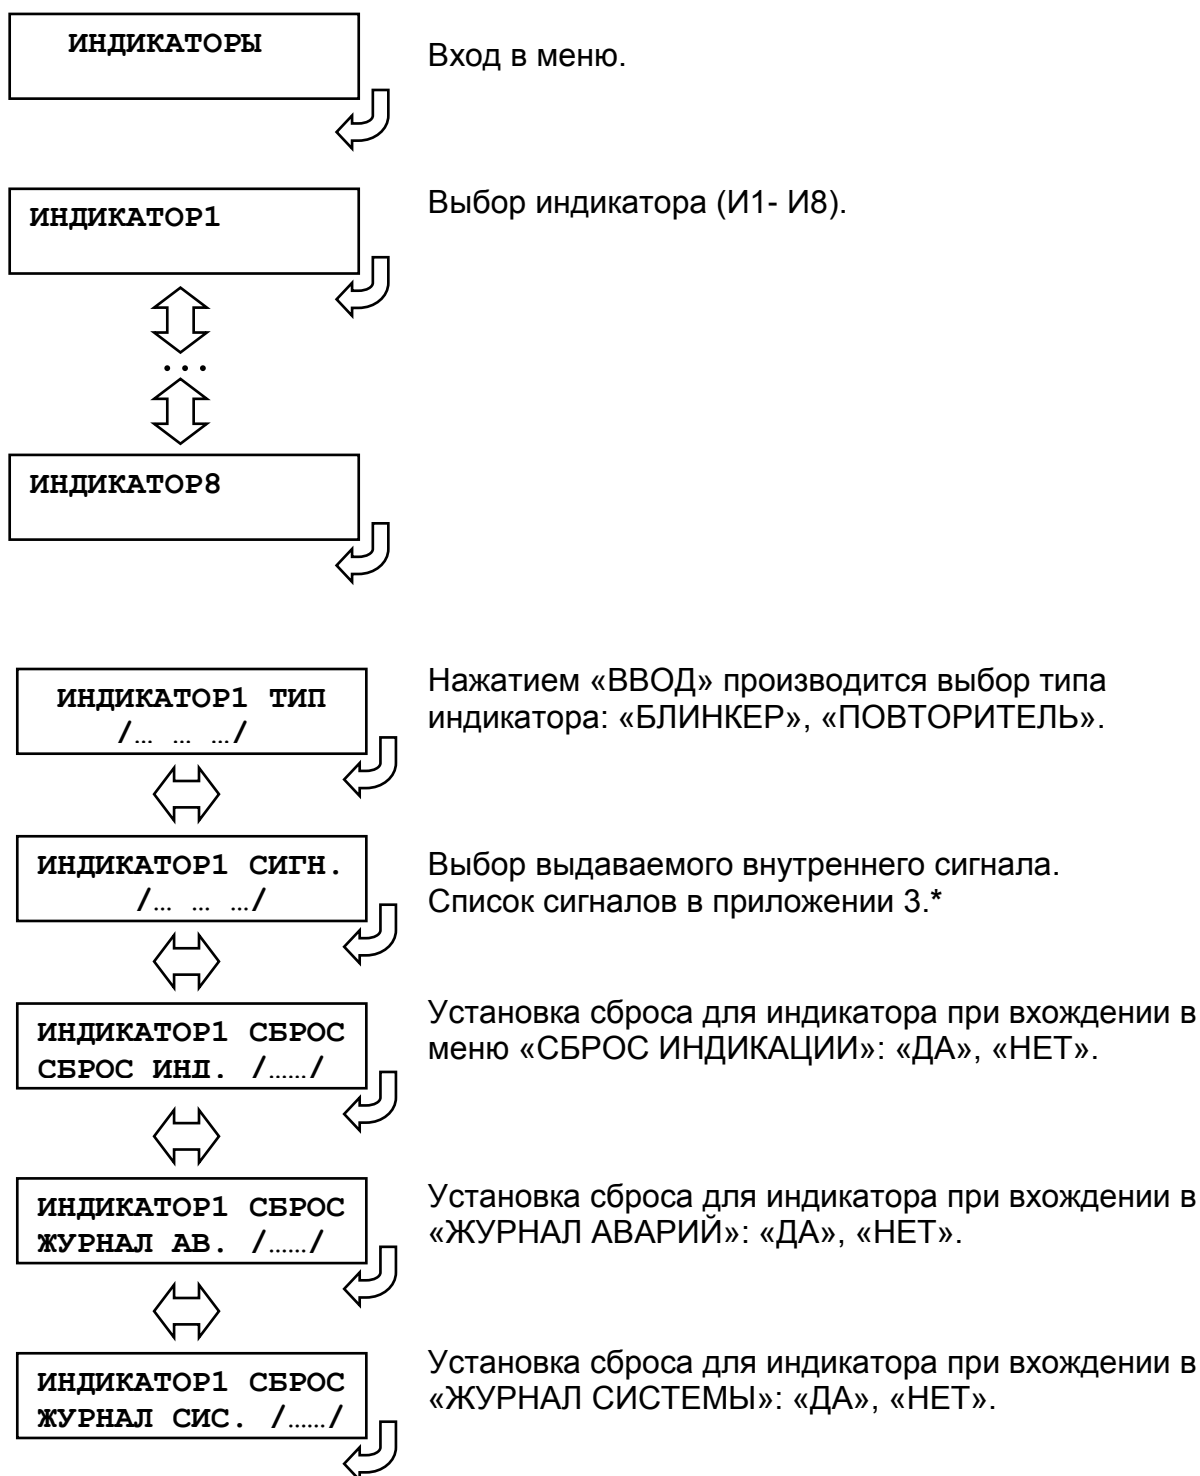 ИНДИКАТОРЫ
Вход в меню.
ИНДИКАТОР1
Выбор индикатора (И1- И8).
...
ИНДИКАТОР8
ИНДИКАТОР1 ТИП
/… … …/
Нажатием «ВВОД» производится выбор типа
индикатора: «БЛИНКЕР», «ПОВТОРИТЕЛЬ».
ИНДИКАТОР1 СИГН.
/… … …/
Выбор выдаваемого внутреннего сигнала.
Список сигналов в приложении 3.*
ИНДИКАТОР1 СБРОС
СБРОС ИНД. /……/
Установка сброса для индикатора при вхождении в
меню «СБРОС ИНДИКАЦИИ»: «ДА», «НЕТ».
ИНДИКАТОР1 СБРОС
ЖУРНАЛ АВ. /……/
Установка сброса для индикатора при вхождении в
«ЖУРНАЛ АВАРИЙ»: «ДА», «НЕТ».
ИНДИКАТОР1 СБРОС
ЖУРНАЛ СИС. /……/
Установка сброса для индикатора при вхождении в
«ЖУРНАЛ СИСТЕМЫ»: «ДА», «НЕТ».